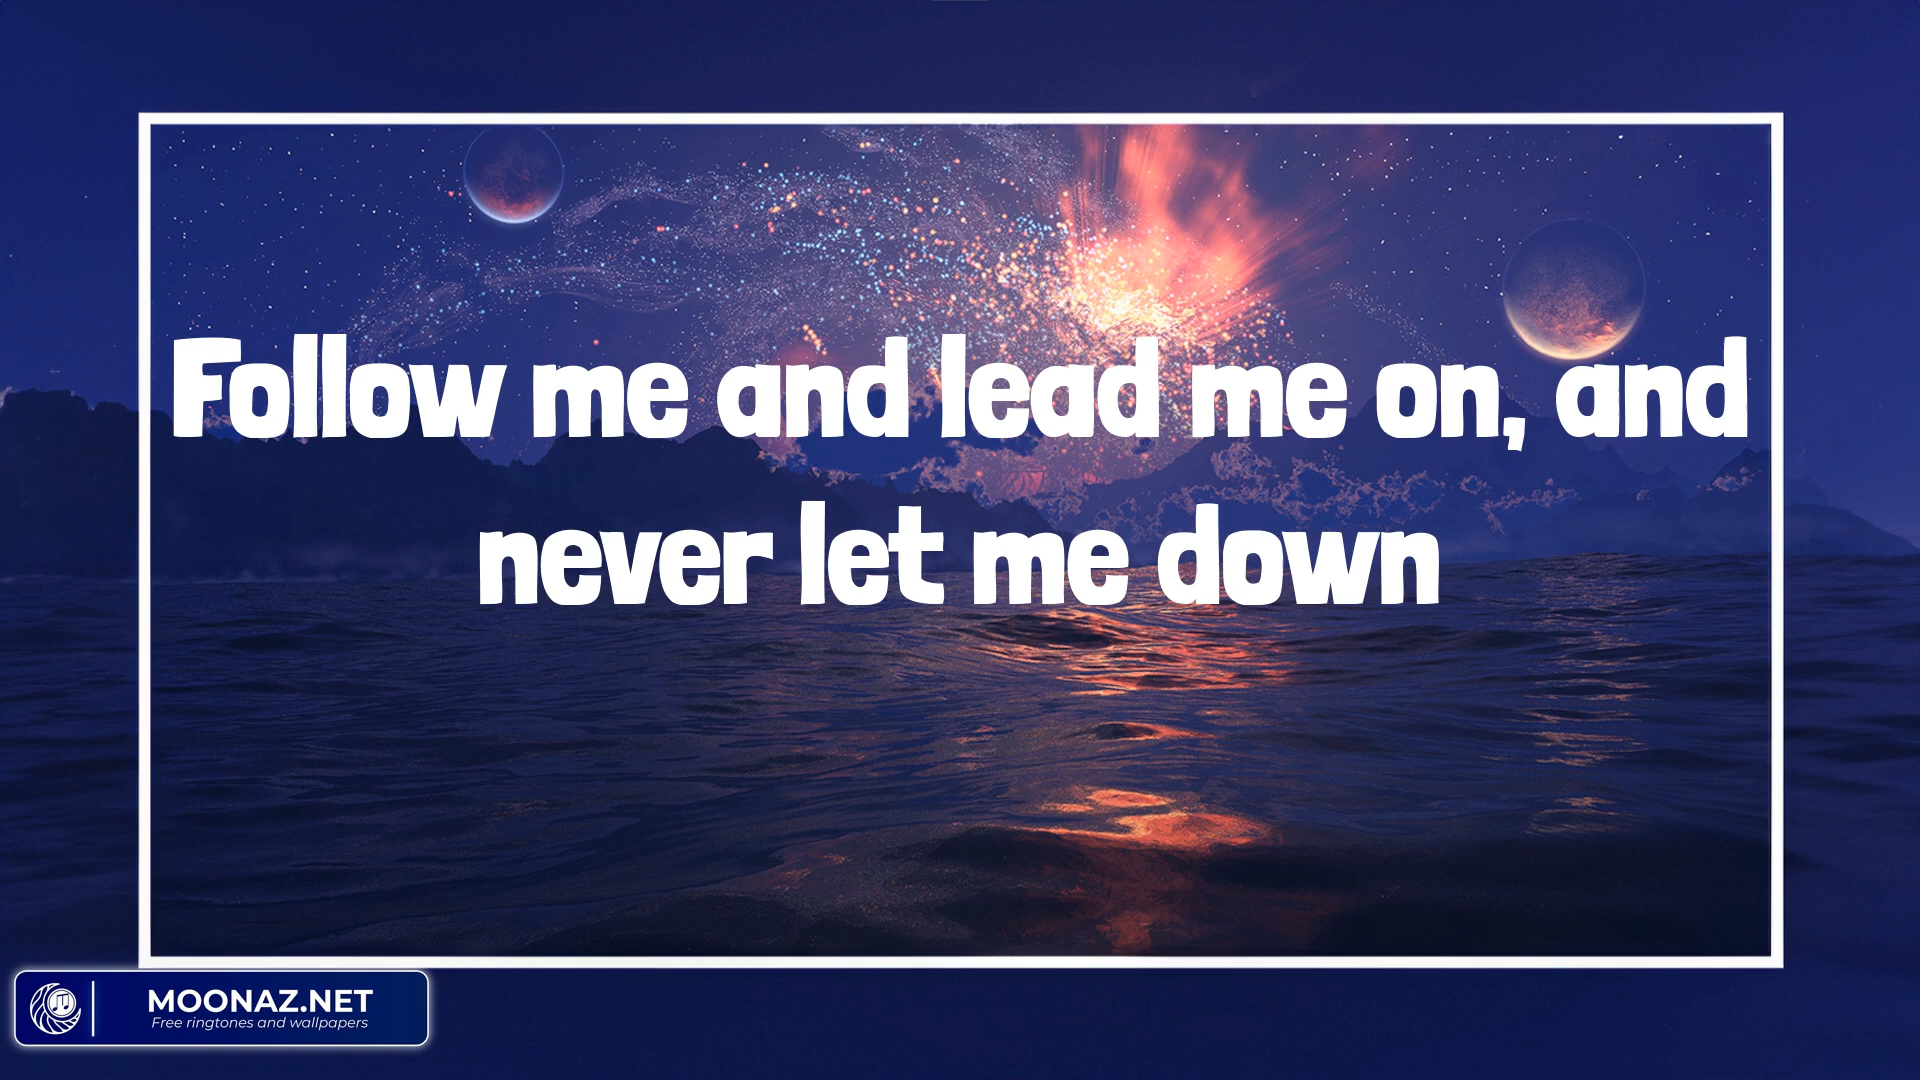 Follow me and lead me on, and
never let me down
MOONAZ.NET
Free ringtones and wallpapers